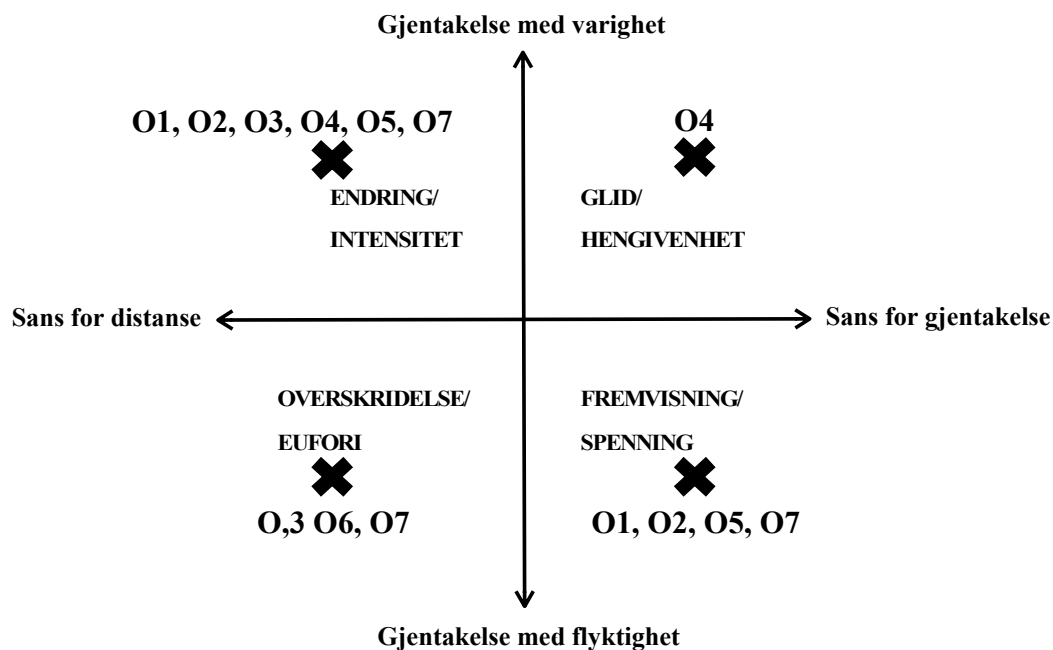 Gjentakelse med varighet
O1, O2, O3, O4, O5, O7
O4
ENDRING/
INTENSITET
GLID/
HENGIVENHET
Sans for distanse
Sans for gjentakelse
OVERSKRIDELSE/
EUFORI
FREMVISNING/
SPENNING
O,3 O6, O7
O1, O2, O5, O7
Gjentakelse med flyktighet